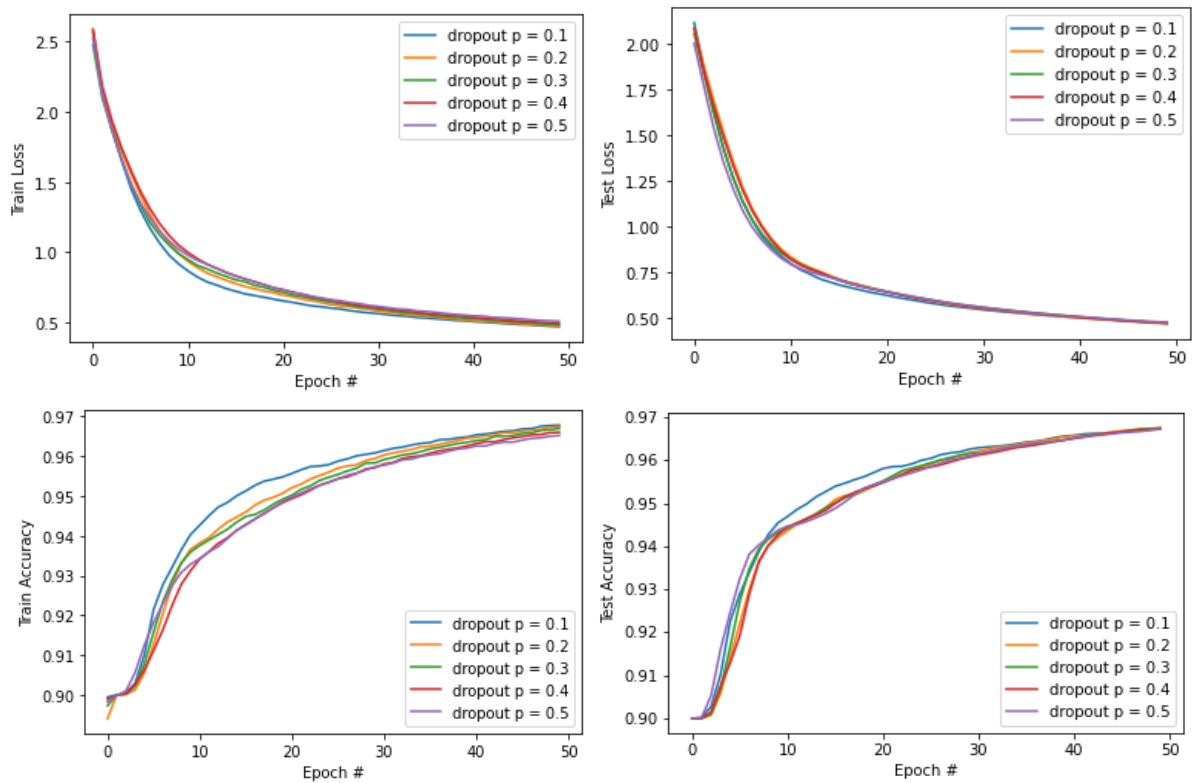 2.5
2.0
1.5
1.0
0.5
Train Loss
0
10
20
30
40
50
Epoch #
dropout p = 0.1
dropout p = 0.2
dropout p = 0.3
dropout p = 0.4
dropout p = 0.5
2.00
1.75
1.50
1.25
1.00
0.75
0.50
Test Loss
0
10
20
30
40
50
Epoch #
dropout p = 0.1
dropout p = 0.2
dropout p = 0.3
dropout p = 0.4
dropout p = 0.5
0.97
0.96
0.95
0.94
0.93
0.92
0.91
0.90
Train Accuracy
0
10
20
30
40
50
Epoch #
dropout p = 0.1
dropout p = 0.2
dropout p = 0.3
dropout p = 0.4
dropout p = 0.5
0.97
0.96
0.95
0.94
0.93
0.92
0.91
0.90
Test Accuracy
0
10
20
30
40
50
Epoch #
dropout p = 0.1
dropout p = 0.2
dropout p = 0.3
dropout p = 0.4
dropout p = 0.5